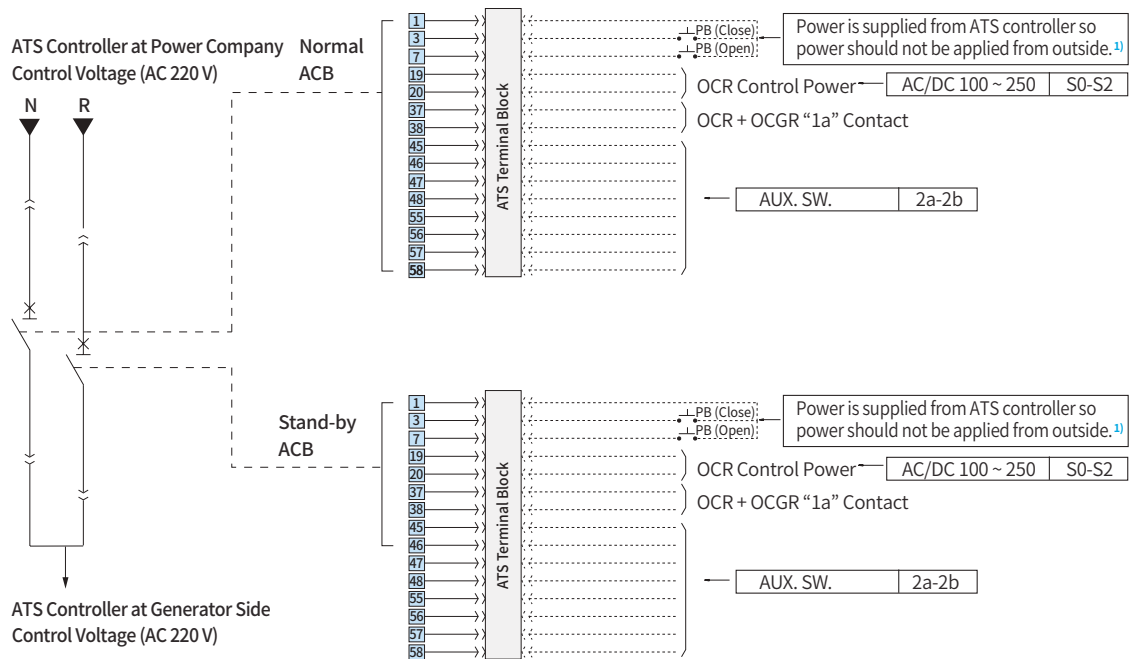 ATS Controller at Power Company
Control Voltage (AC 220 V)
N R
Normal
ACB
1
3
7
19
20
37
38
45
46
47
48
55
56
57
58
ATS Terminal Block
PB (Close)
PB (Open)
Power is supplied from ATS controller so
power should not be applied from outside. 1)
OCR Control Power AC/DC 100 ~ 250 S0-S2
OCR + OCGR “1a” Contact
AUX. SW. 2a-2b
Stand-by
ACB
1
3
7
19
20
37
38
45
46
47
48
55
56
57
58
ATS Terminal Block
PB (Close)
PB (Open)
Power is supplied from ATS controller so
power should not be applied from outside. 1)
OCR Control Power AC/DC 100 ~ 250 S0-S2
OCR + OCGR “1a” Contact
AUX. SW. 2a-2b
ATS Controller at Generator Side
Control Voltage (AC 220 V)